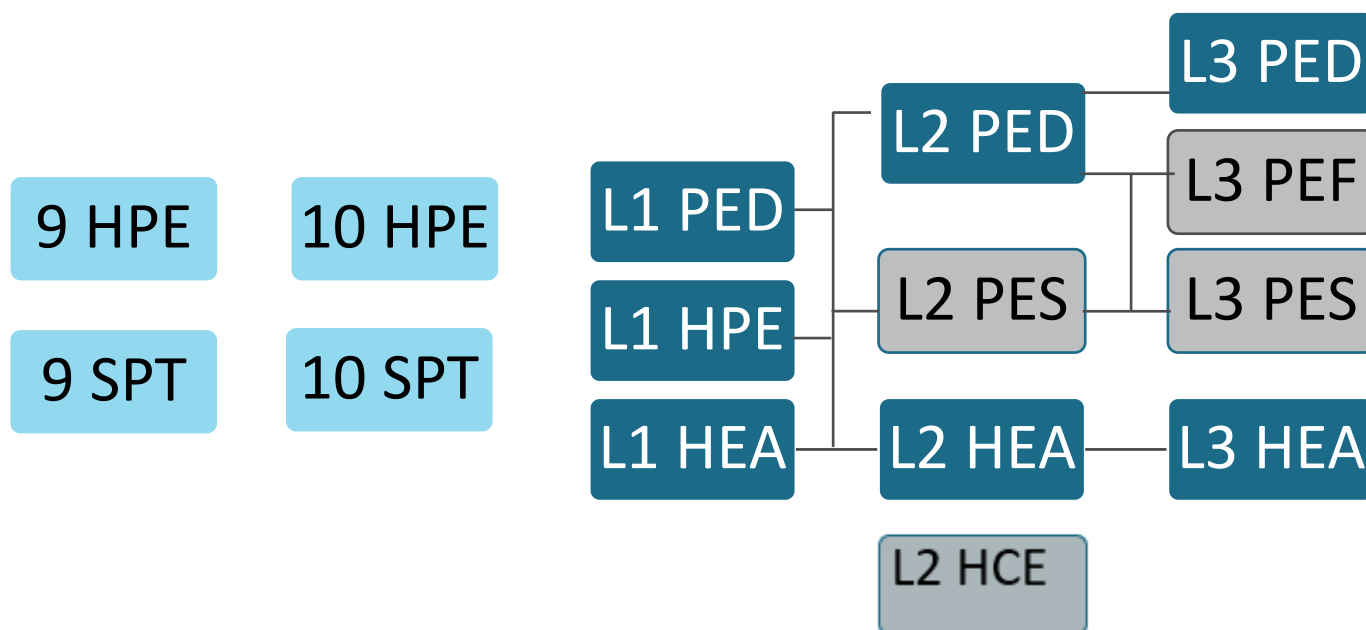 9 HPE
9 SPT
10 HPE
10 SPT
L1 PED
L1 HPE
L1 HEA
L2 PED
L2 PES
L2 HEA
L2 HCE
L3 PED
L3 PEF
L3 PES
L3 HEA